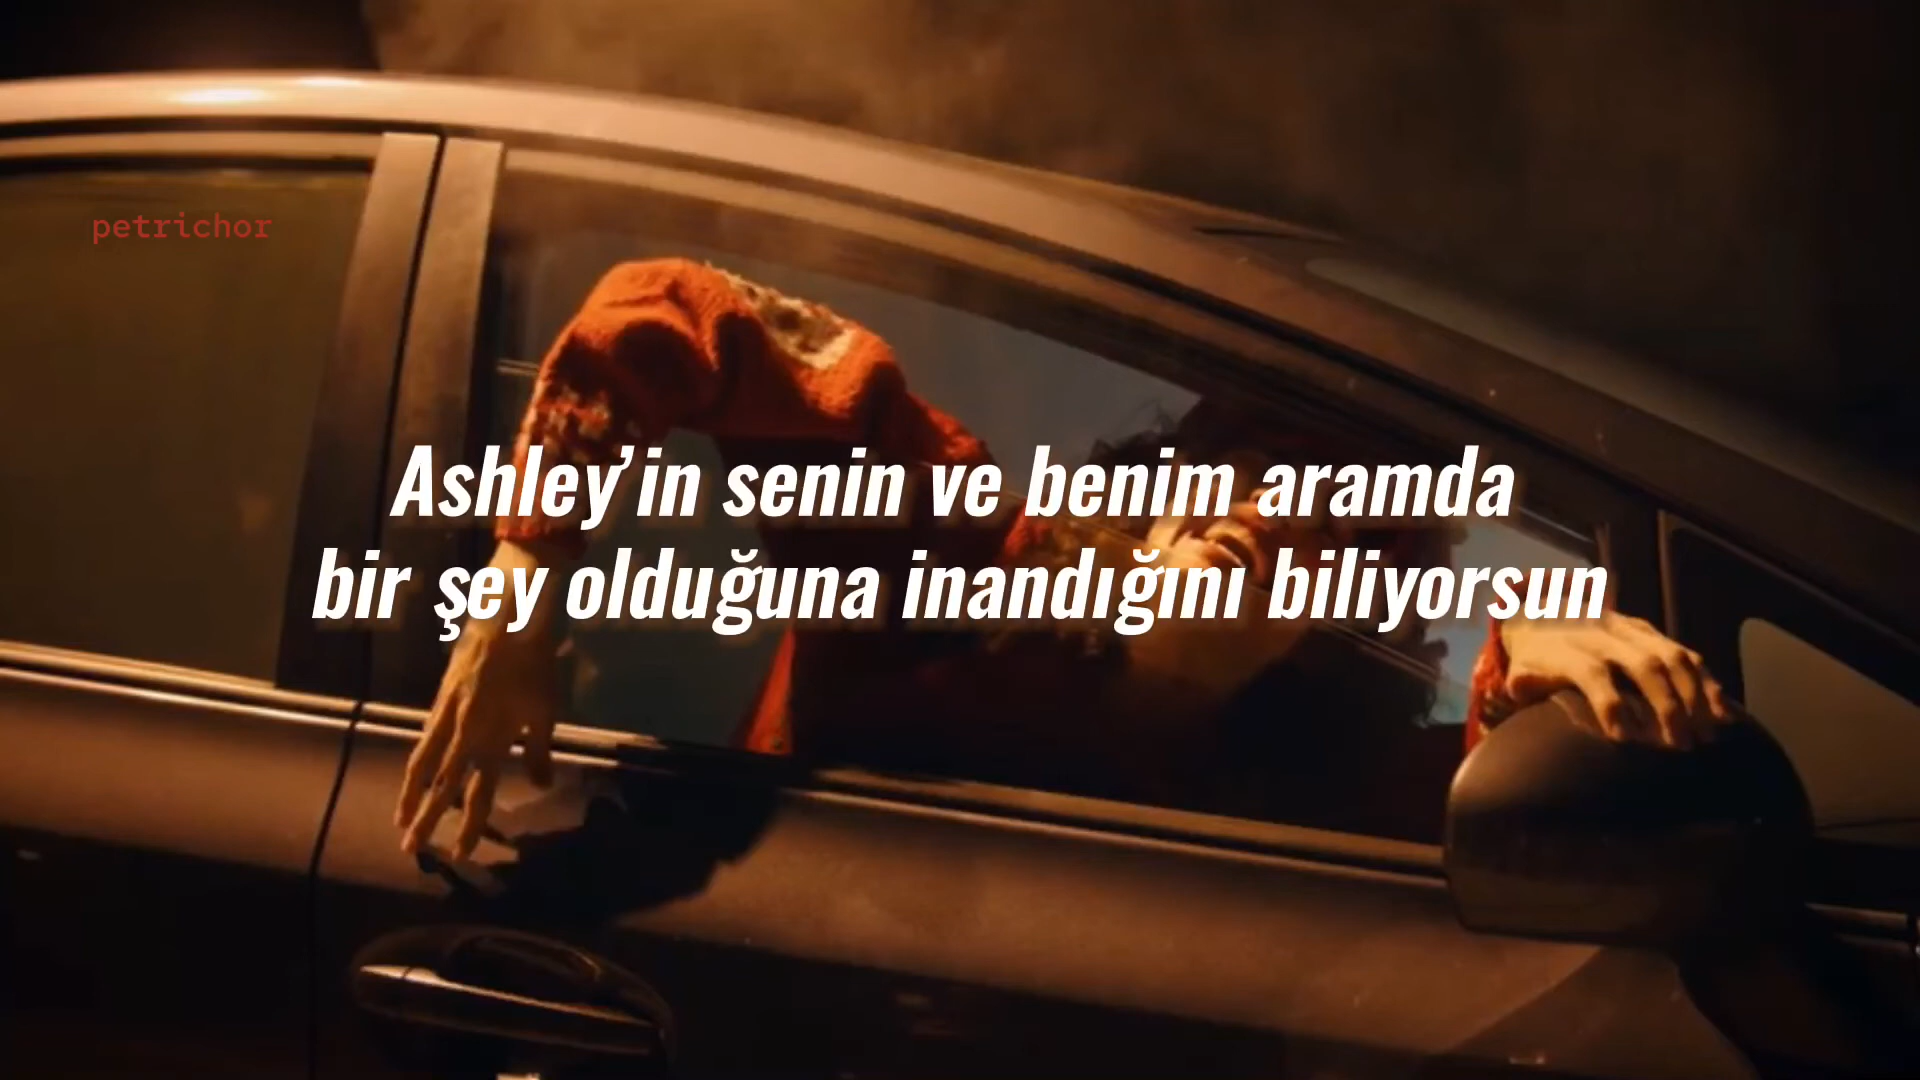 petrichor
Ashley’in senin ve benim aramda
bir şey olduğuna inandığını biliyorsun